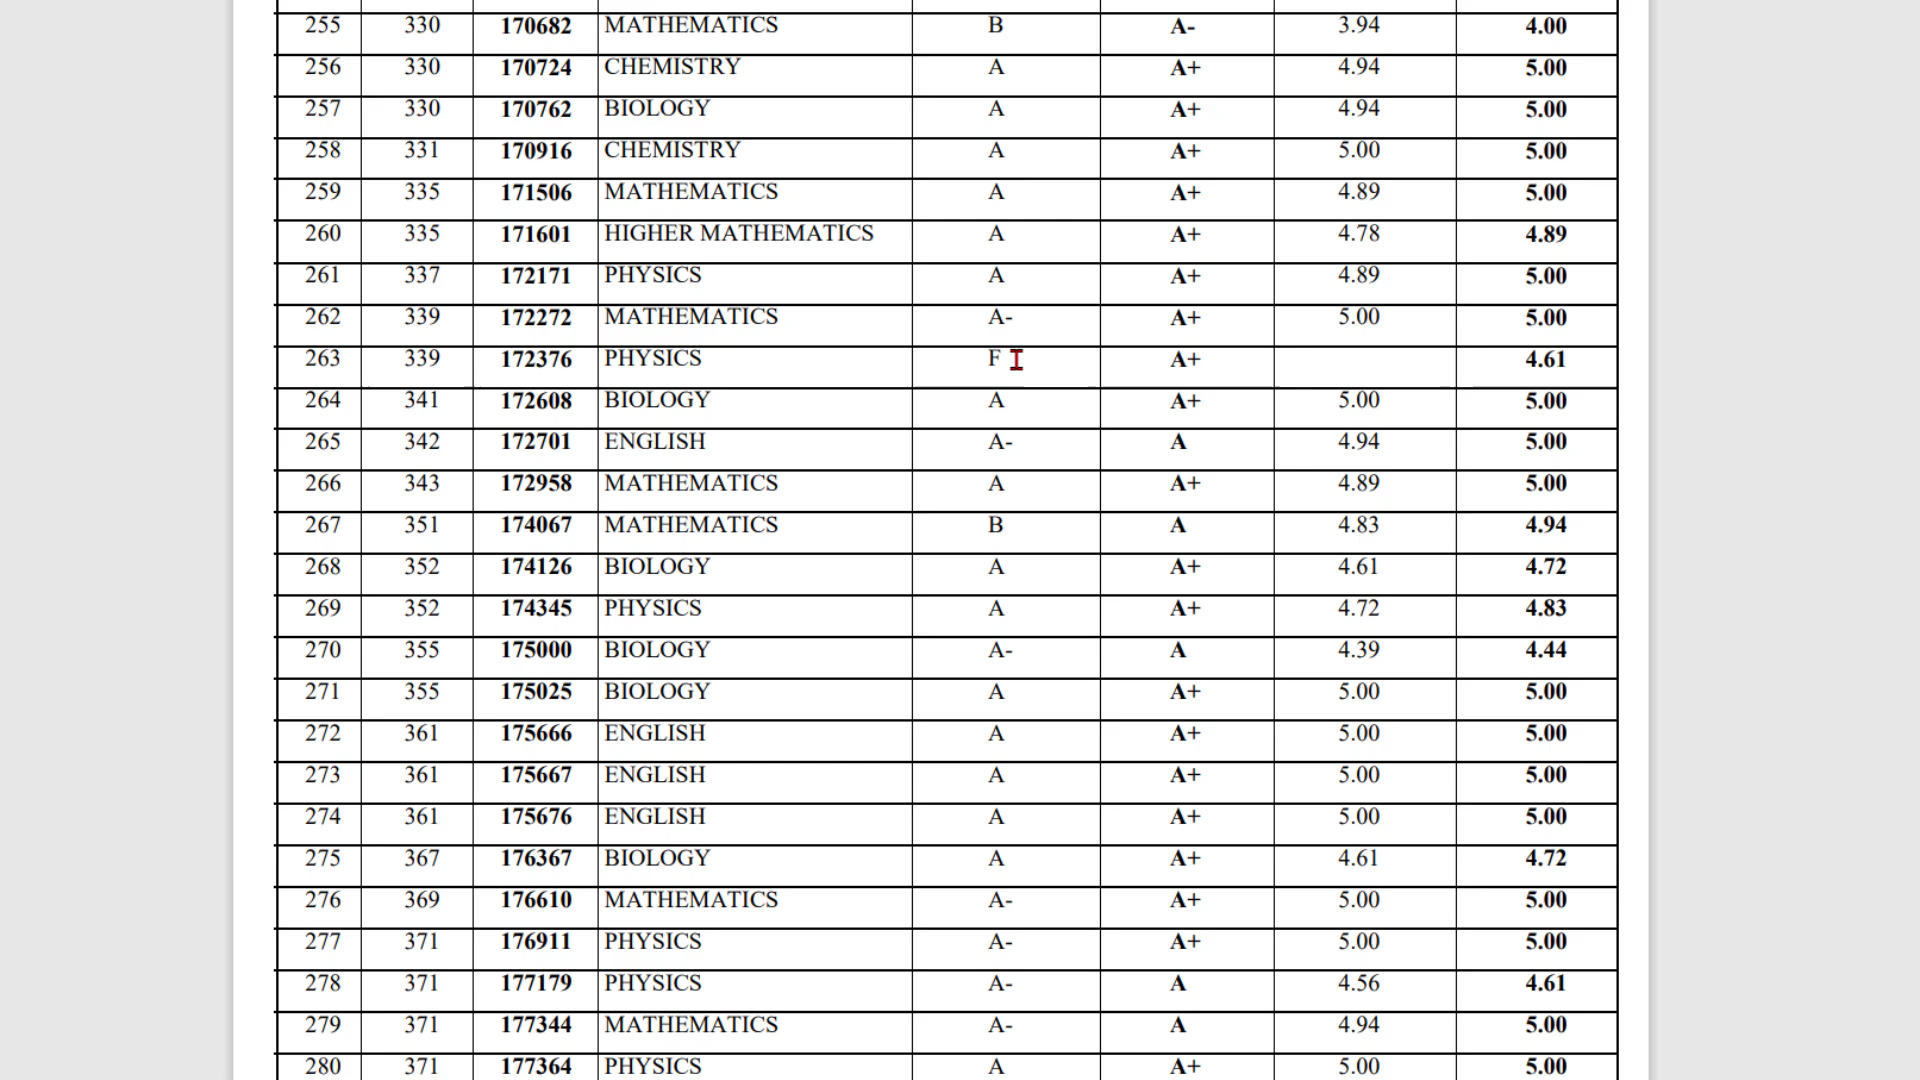 255 330 170682 MATHEMATICS B A- 3.94 4.00
256 330 170724 CHEMISTRY A A+ 4.94 5.00
257 330 170762 BIOLOGY A A+ 4.94 5.00
258 331 170916 CHEMISTRY A A+ 5.00 5.00
259 335 171506 MATHEMATICS A A+ 4.89 5.00
260 335 171601 HIGHER MATHEMATICS A A+ 4.78 4.89
261 337 172171 PHYSICS A A+ 4.89 5.00
262 339 172272 MATHEMATICS A- A+ 5.00 5.00
263 339 172376 PHYSICS F A+ 4.61
264 341 172608 BIOLOGY A A+ 5.00 5.00
265 342 172701 ENGLISH A- A 4.94 5.00
266 343 172958 MATHEMATICS A A+ 4.89 5.00
267 351 174067 MATHEMATICS B A 4.83 4.94
268 352 174126 BIOLOGY A A+ 4.61 4.72
269 352 174345 PHYSICS A A+ 4.72 4.83
270 355 175000 BIOLOGY A- A 4.39 4.44
271 355 175025 BIOLOGY A A+ 5.00 5.00
272 361 175666 ENGLISH A A+ 5.00 5.00
273 361 175667 ENGLISH A A+ 5.00 5.00
274 361 175676 ENGLISH A A+ 5.00 5.00
275 367 176367 BIOLOGY A A+ 4.61 4.72
276 369 176610 MATHEMATICS A- A+ 5.00 5.00
277 371 176911 PHYSICS A- A+ 5.00 5.00
278 371 177179 PHYSICS A- A 4.56 4.61
279 371 177344 MATHEMATICS A- A 4.94 5.00
280 371 177364 PHYSICS A A+ 5.00 5.00